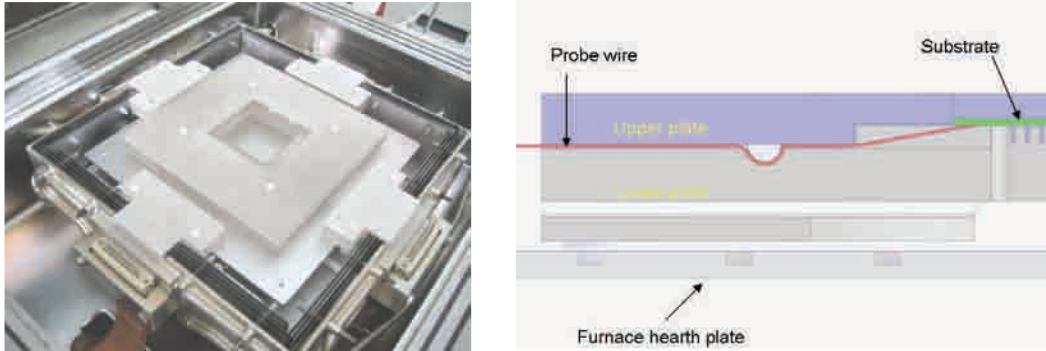 Probe wire
Substrate
Upper plate
Lower plate
Furnace hearth plate